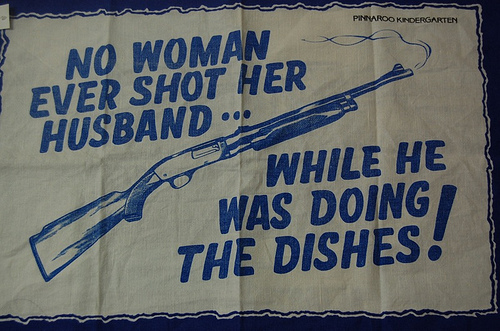 PINNAROO KINDERGARTEN
NO WOMAN
EVER SHOT HER
HUSBAND...
WHILE HE
WAS DOING
THE DISHES!